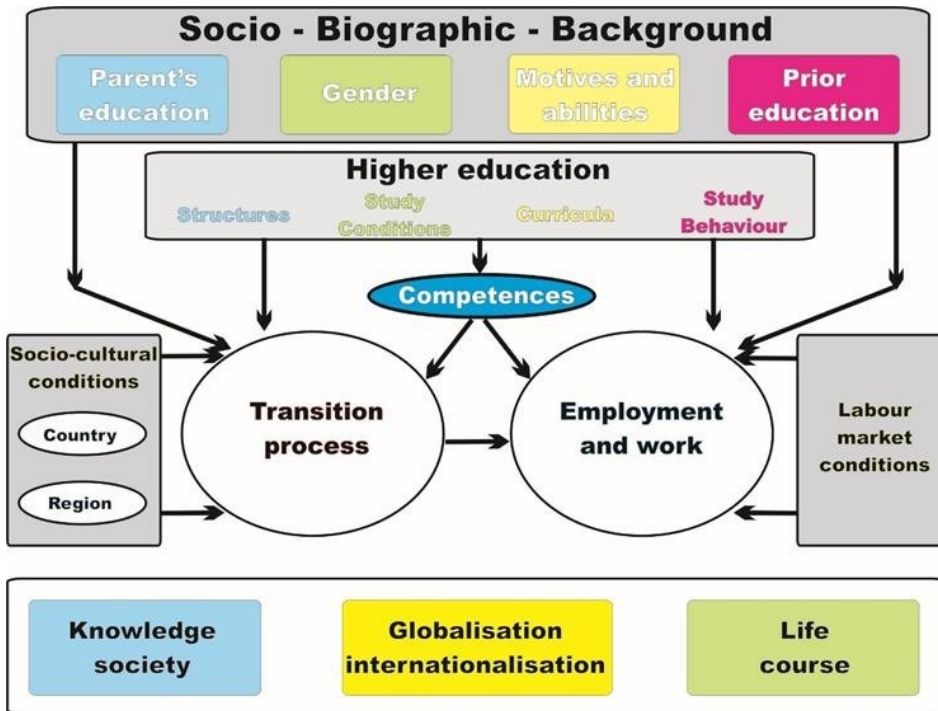 Socio - Biographic - Background
Parent's
education
Gender
Motives and
abilities
Prior
education
Higher education
Structures
Study
Conditions
Curricula
Study
Behaviour
Competences
Socio-cultural
conditions
Country
Region
Transition
process
Employment
and work
Labour
market
conditions
Knowledge
society
Globalisation
internationalisation
Life
course